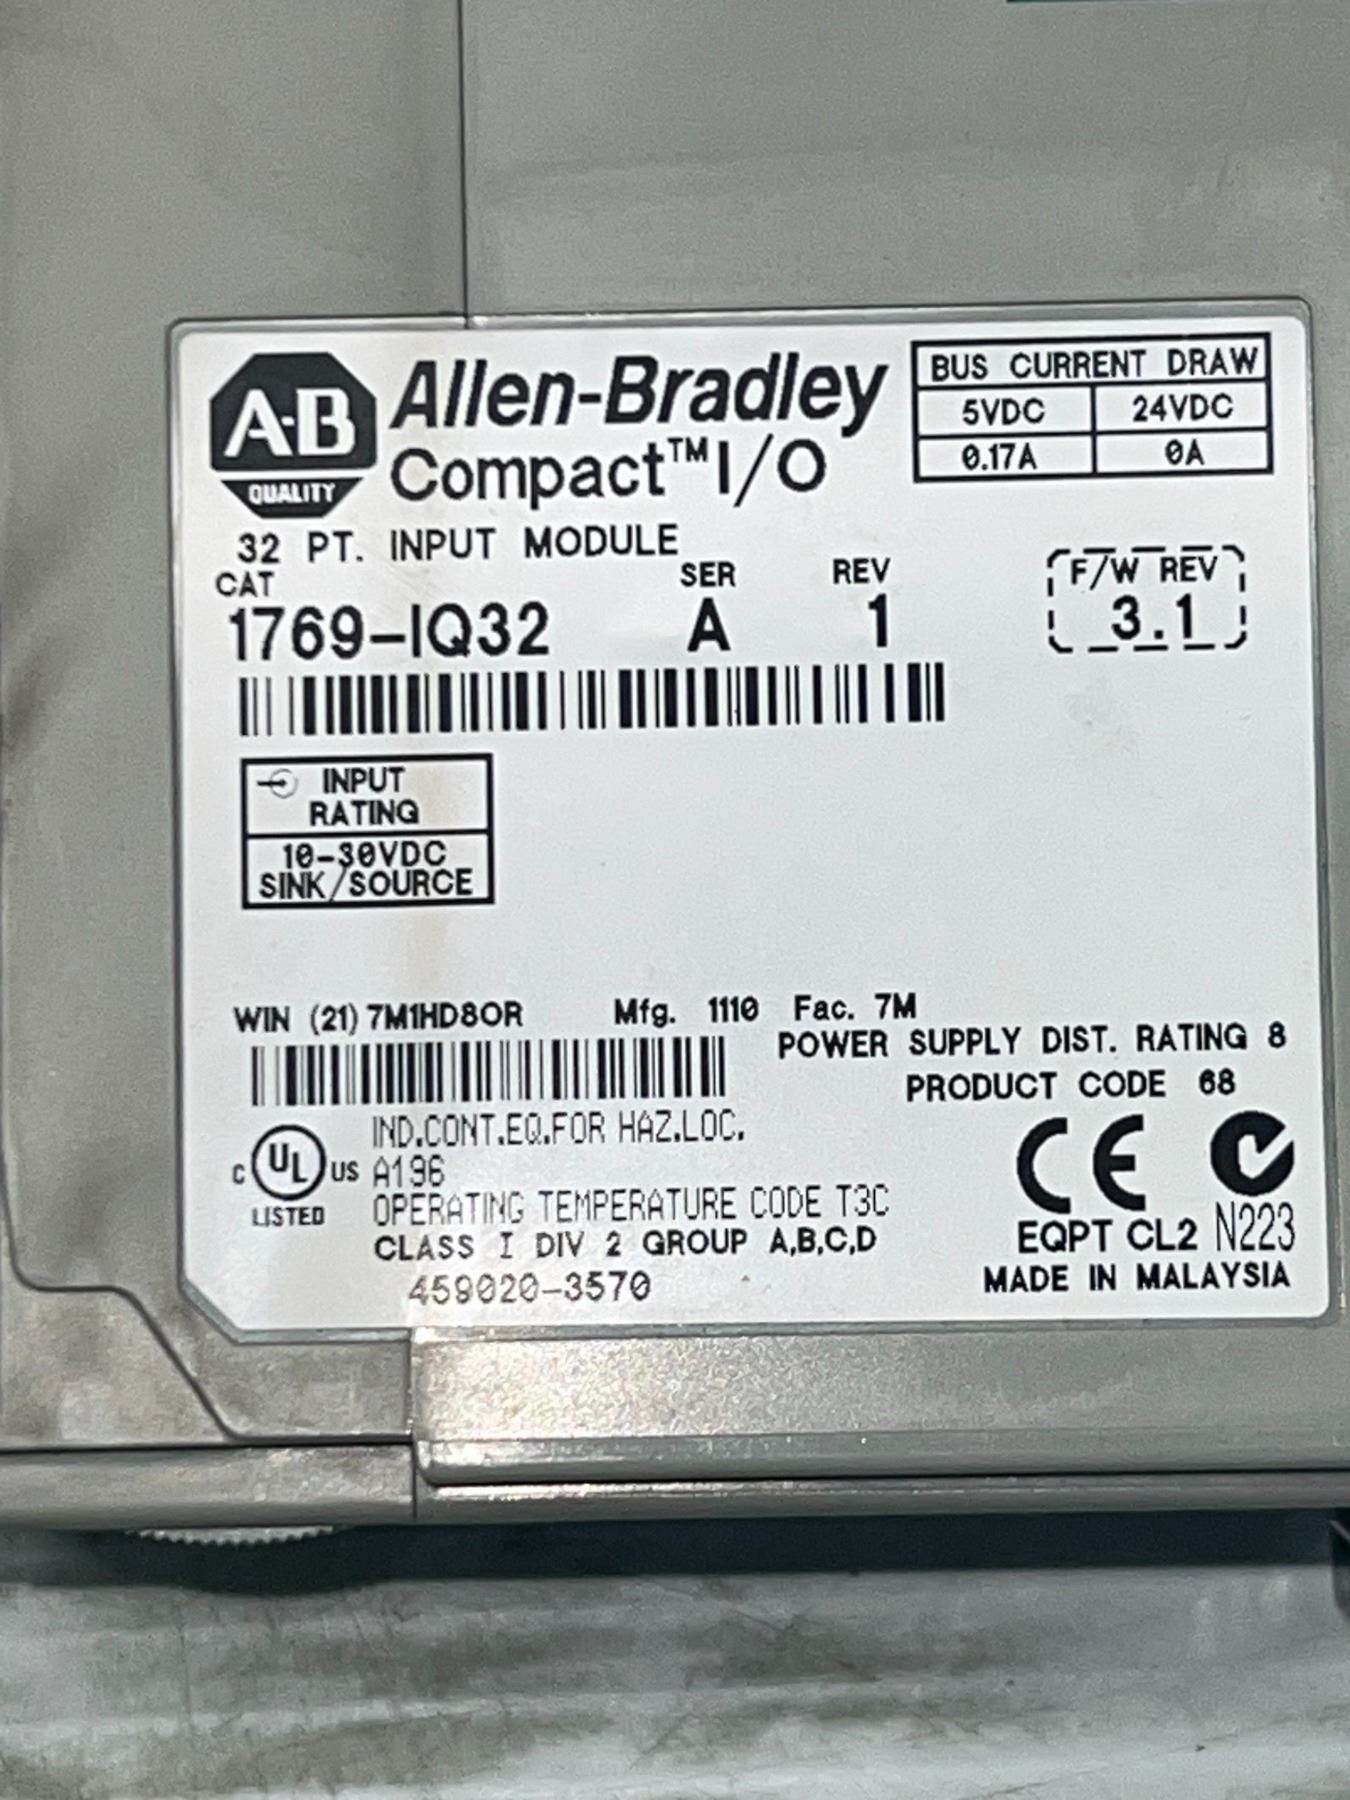 A-B
QUALITY
Allen-Bradley
Compact™ I/O
BUS CURRENT DRAW
5VDC 24VDC
0.17A 0A
32 PT. INPUT MODULE
CAT SER REV F/W REV
1769-IQ32 A 1 3.1
INPUT
RATING
10-30VDC
SINK/SOURCE
WIN (21) 7M1HD8OR Mfg. 1110 Fac. 7M
POWER SUPPLY DIST. RATING 8
PRODUCT CODE 68
IND.CONT.EQ.FOR HAZ.LOC.
C UL US A196
LISTED
OPERATING TEMPERATURE CODE T3C
CLASS I DIV 2 GROUP A,B,C,D
459020-3570
CE
EQPT CL2 N223
MADE IN MALAYSIA